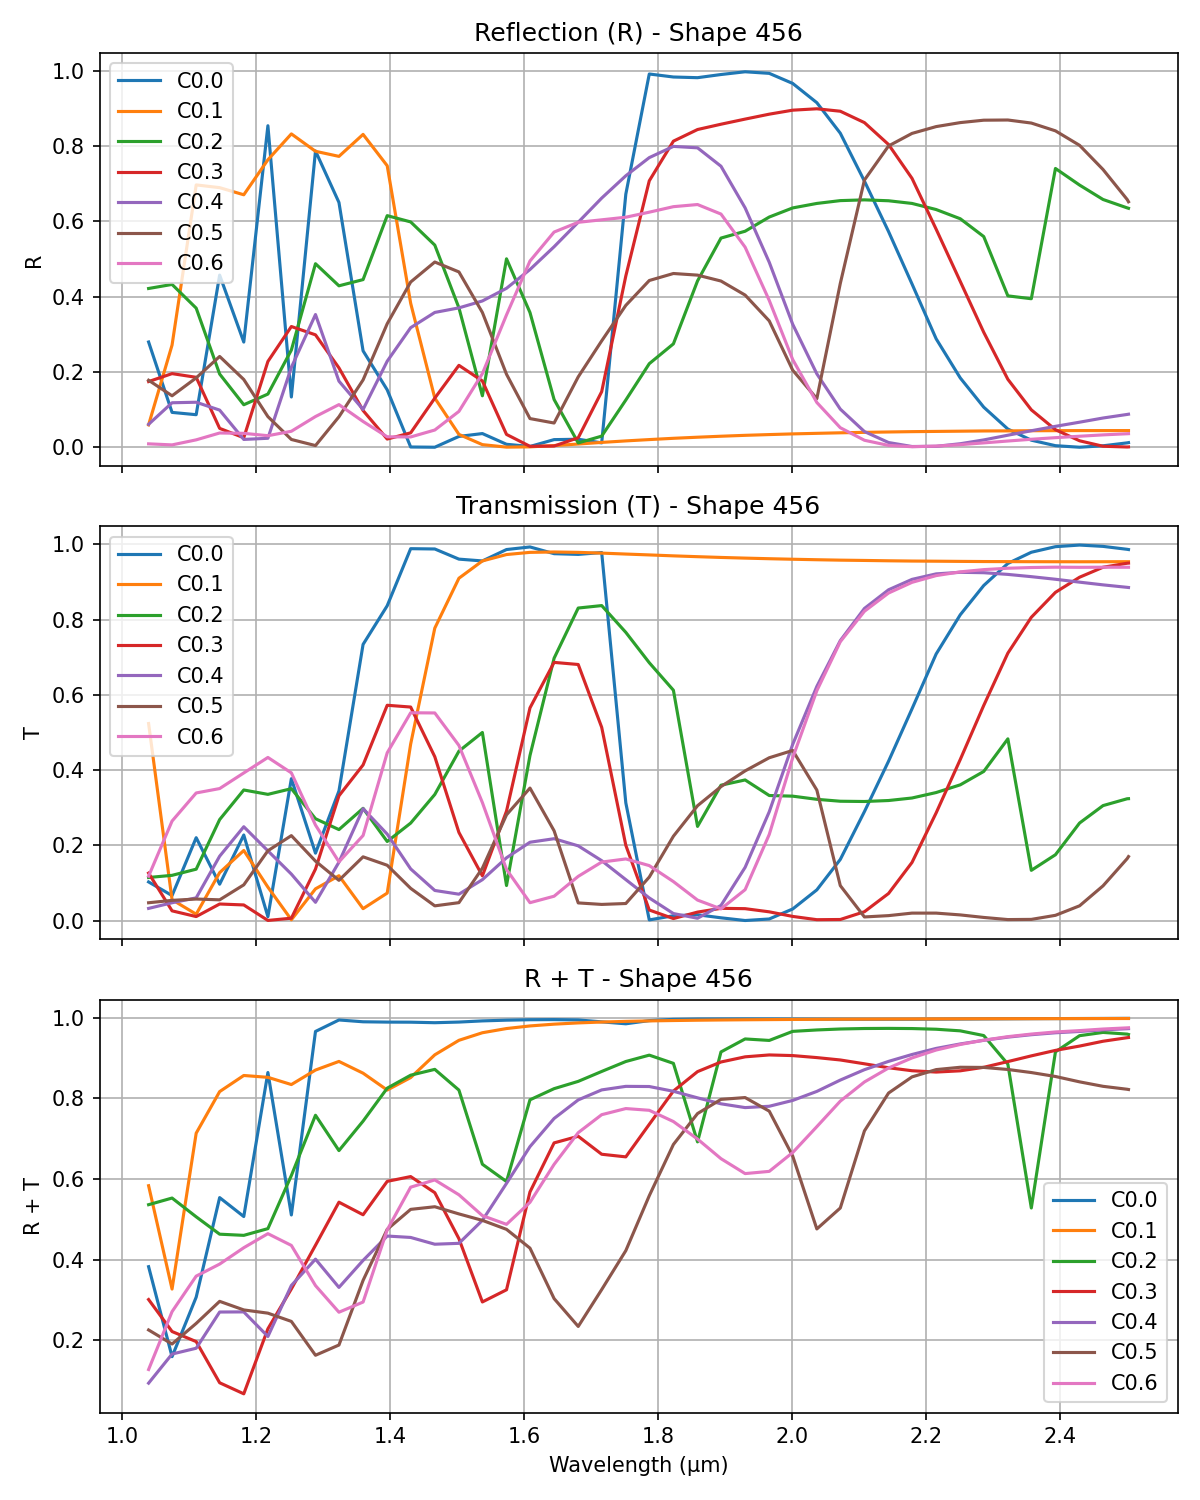 Reflection (R) - Shape 456
1.0
0.8
0.6
0.4
0.2
0.0
R
C0.0
C0.1
C0.2
C0.3
C0.4
C0.5
C0.6
Transmission (T) - Shape 456
1.0
0.8
0.6
0.4
0.2
0.0
T
C0.0
C0.1
C0.2
C0.3
C0.4
C0.5
C0.6
R + T - Shape 456
1.0
0.8
0.6
0.4
0.2
R + T
C0.0
C0.1
C0.2
C0.3
C0.4
C0.5
C0.6
1.0 1.2 1.4 1.6 1.8 2.0 2.2 2.4
Wavelength (μm)